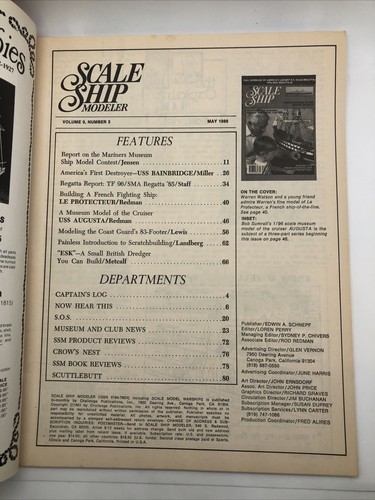 SCALE
SHIP
MODELER
VOLUME 9, NUMBER 3
MAY 1986
FEATURES
Report on the Mariners Museum
Ship Model Contest/Jensen 11
America's First Destroyer—USS BAINBRIDGE/Miller 26
Regatta Report: TF 96/SMA Regatta '85/Staff 34
Building A French Fighting Ship:
LE PROTECTEUR/Redman 40
A Museum Model of the Cruiser
USS AUGUSTA/Redman 46
Modeling the Coast Guard's 83-Footer/Lewis 56
Painless Introduction to Scratchbuilding/Landberg 62
"ESK"—A Small British Dredger
You Can Build/Metcalf 66
DEPARTMENTS
CAPTAIN'S LOG 4
NOW HEAR THIS 6
S.O.S. 20
MUSEUM AND CLUB NEWS 23
SSM PRODUCT REVIEWS 72
CROW'S NEST 76
SSM BOOK REVIEWS 78
SCUTTLEBUTT 80
SCALE
SHIP
ON THE COVER:
Warren Watson and a young friend
admire Warren's fine model of Le
Protecteur, a French ship-of-the-line.
See page 40.
INSET:
Bob Sumrall's 1/96 scale museum
model of the cruiser AUGUSTA is the
subject of a three-part series beginning
this issue on page 46.
Publisher/EDWIN A. SCHNEPF
Editor/LOREN PERRY
Managing Editor/SYDNEY P. CHIVERS
Associate Editor/ROD REDMAN
Advertising Director/GLEN VERNON
7950 Deering Avenue
Canoga Park, California 91304
(818) 887-0550
Advertising Coordinator/JUNE HARRIS
Art Director/JOHN ERNSDORF
Assoc. Art Director/JOHN PRICE
Graphics Director/RICHARD GRAVES
Circulation Director/JIM BUCHANAN
Subscription Manager/SUSAN DUFREY
Subscription Services/LYNN CARTER
(818) 747-1086
Production Coordinator/FRED ALIRES